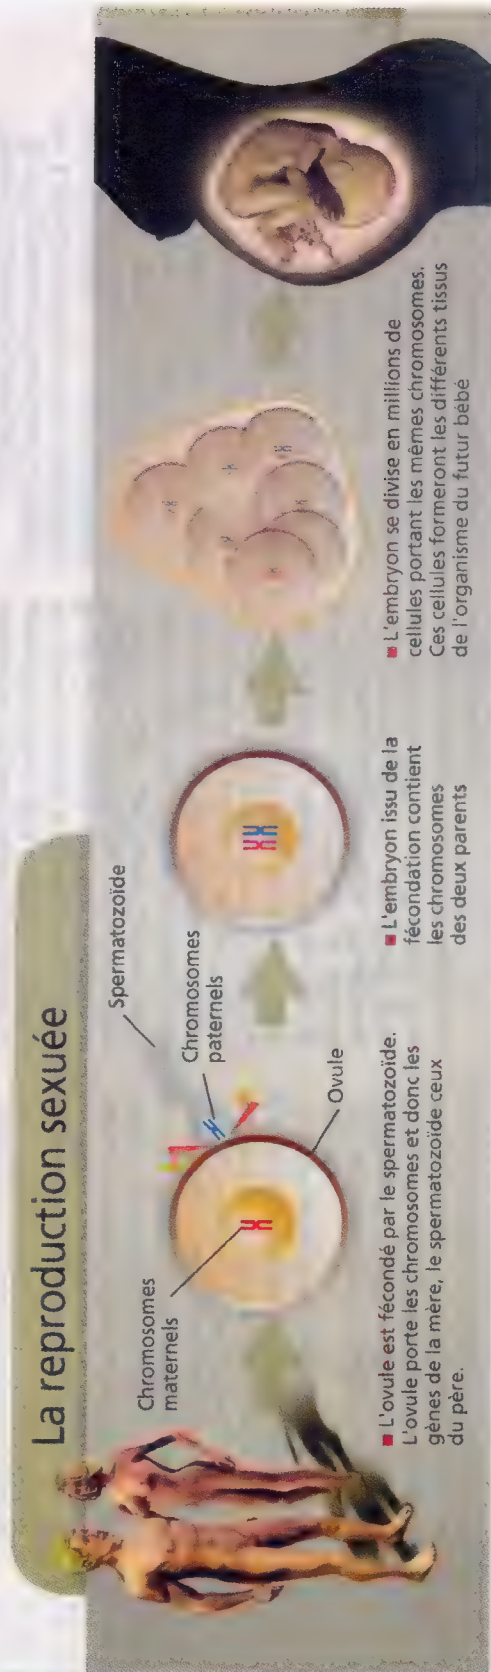 La reproduction sexuée
Spermatozoïde
Chromosomes
paternels
Chromosomes
maternels
Ovule
■ L'ovule est fécondé par le spermatozoïde.
L'ovule porte les chromosomes et donc les
gènes de la mère, le spermatozoïde ceux
du père.
■ L'embryon issu de la
fécondation contient
les chromosomes
des deux parents
■ L'embryon se divise en millions de
cellules portant les mêmes chromosomes.
Ces cellules formeront les différents tissus
de l'organisme du futur bébé